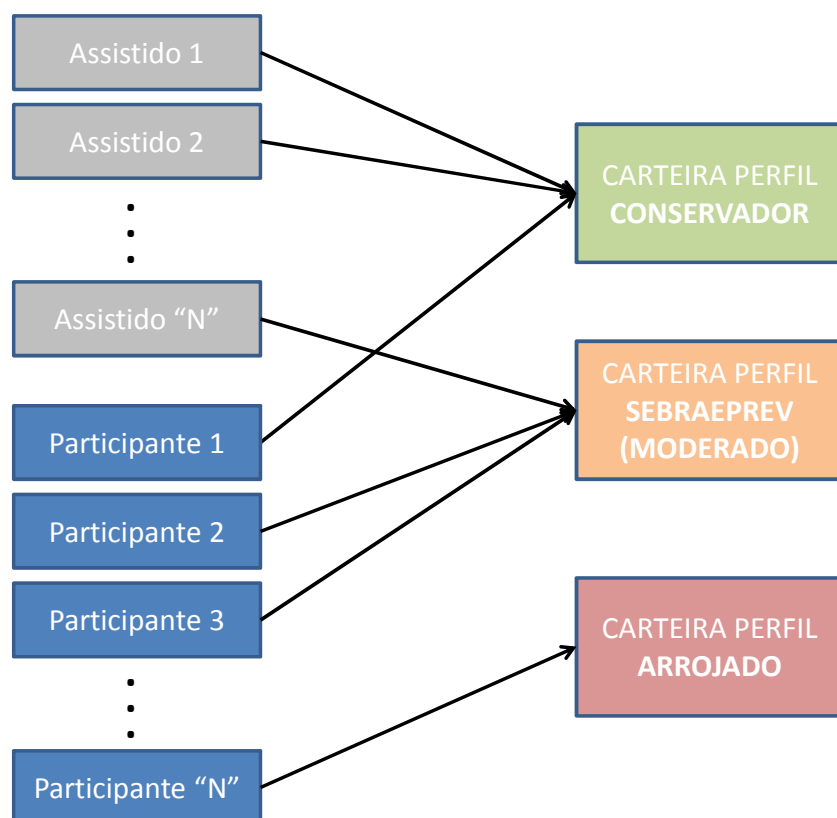 Assistido 1
Assistido 2
Assistido “N”
Participante 1
Participante 2
Participante 3
Participante “N”
CARTEIRA PERFIL
CONSERVADOR
CARTEIRA PERFIL
SEBRAEPREV
(MODERADO)
CARTEIRA PERFIL
ARROJADO